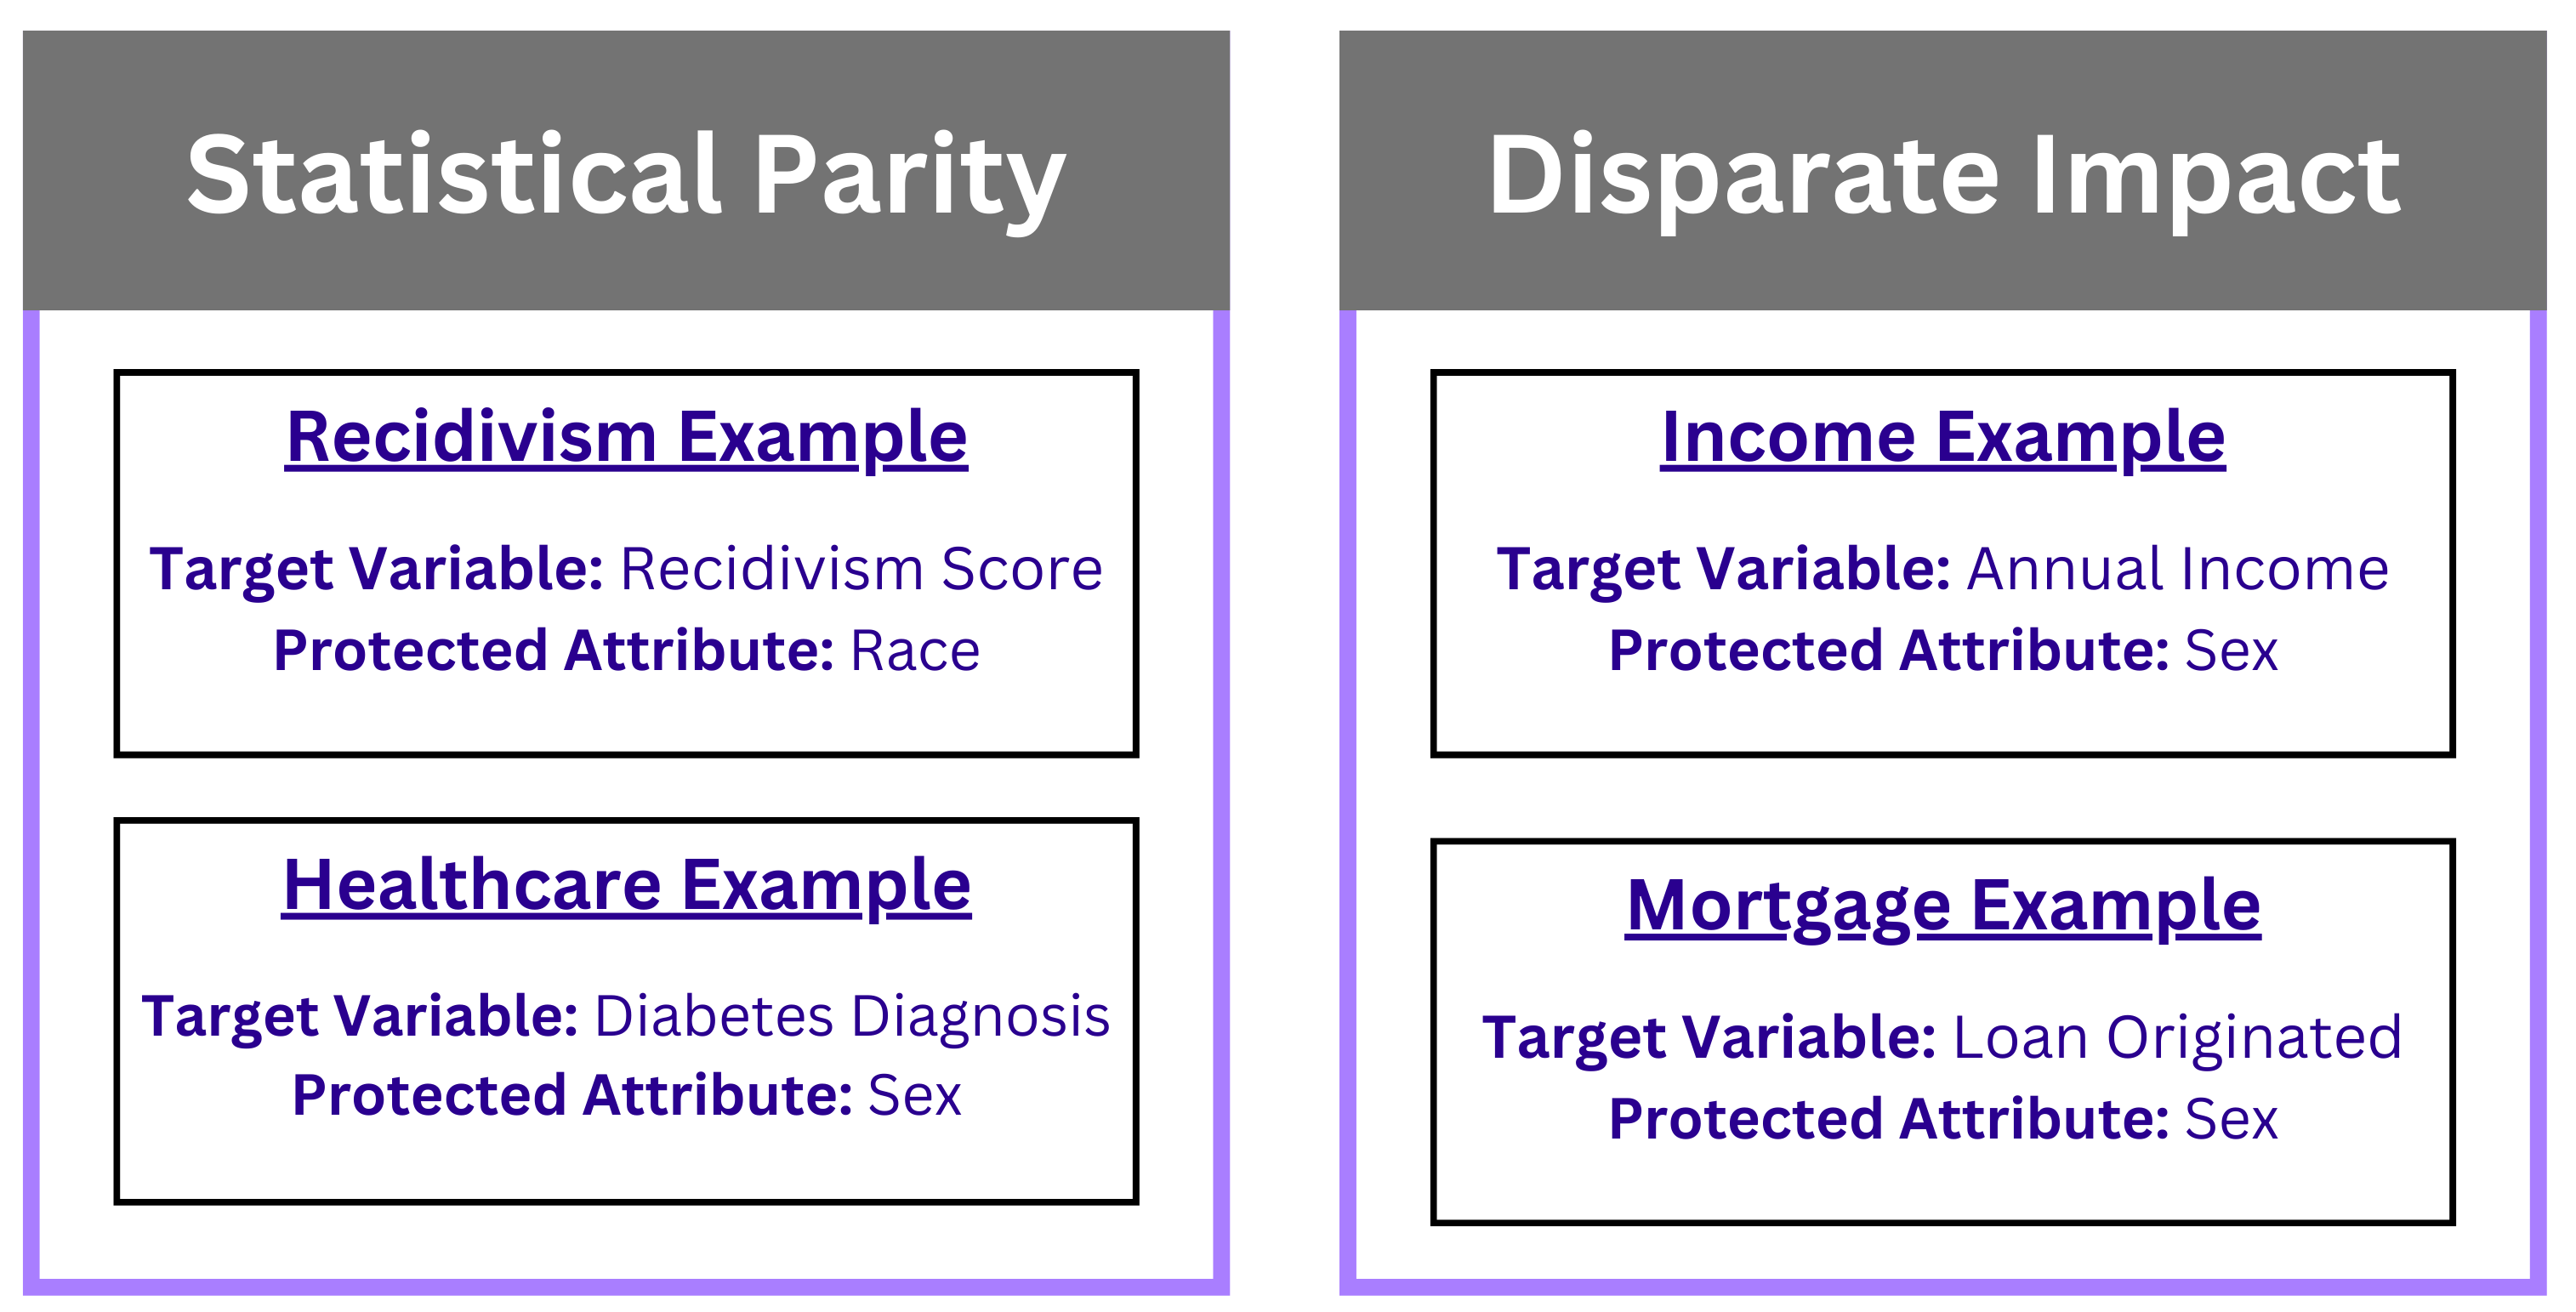 Statistical Parity
Recidivism Example
Target Variable: Recidivism Score
Protected Attribute: Race
Healthcare Example
Target Variable: Diabetes Diagnosis
Protected Attribute: Sex
Disparate Impact
Income Example
Target Variable: Annual Income
Protected Attribute: Sex
Mortgage Example
Target Variable: Loan Originated
Protected Attribute: Sex